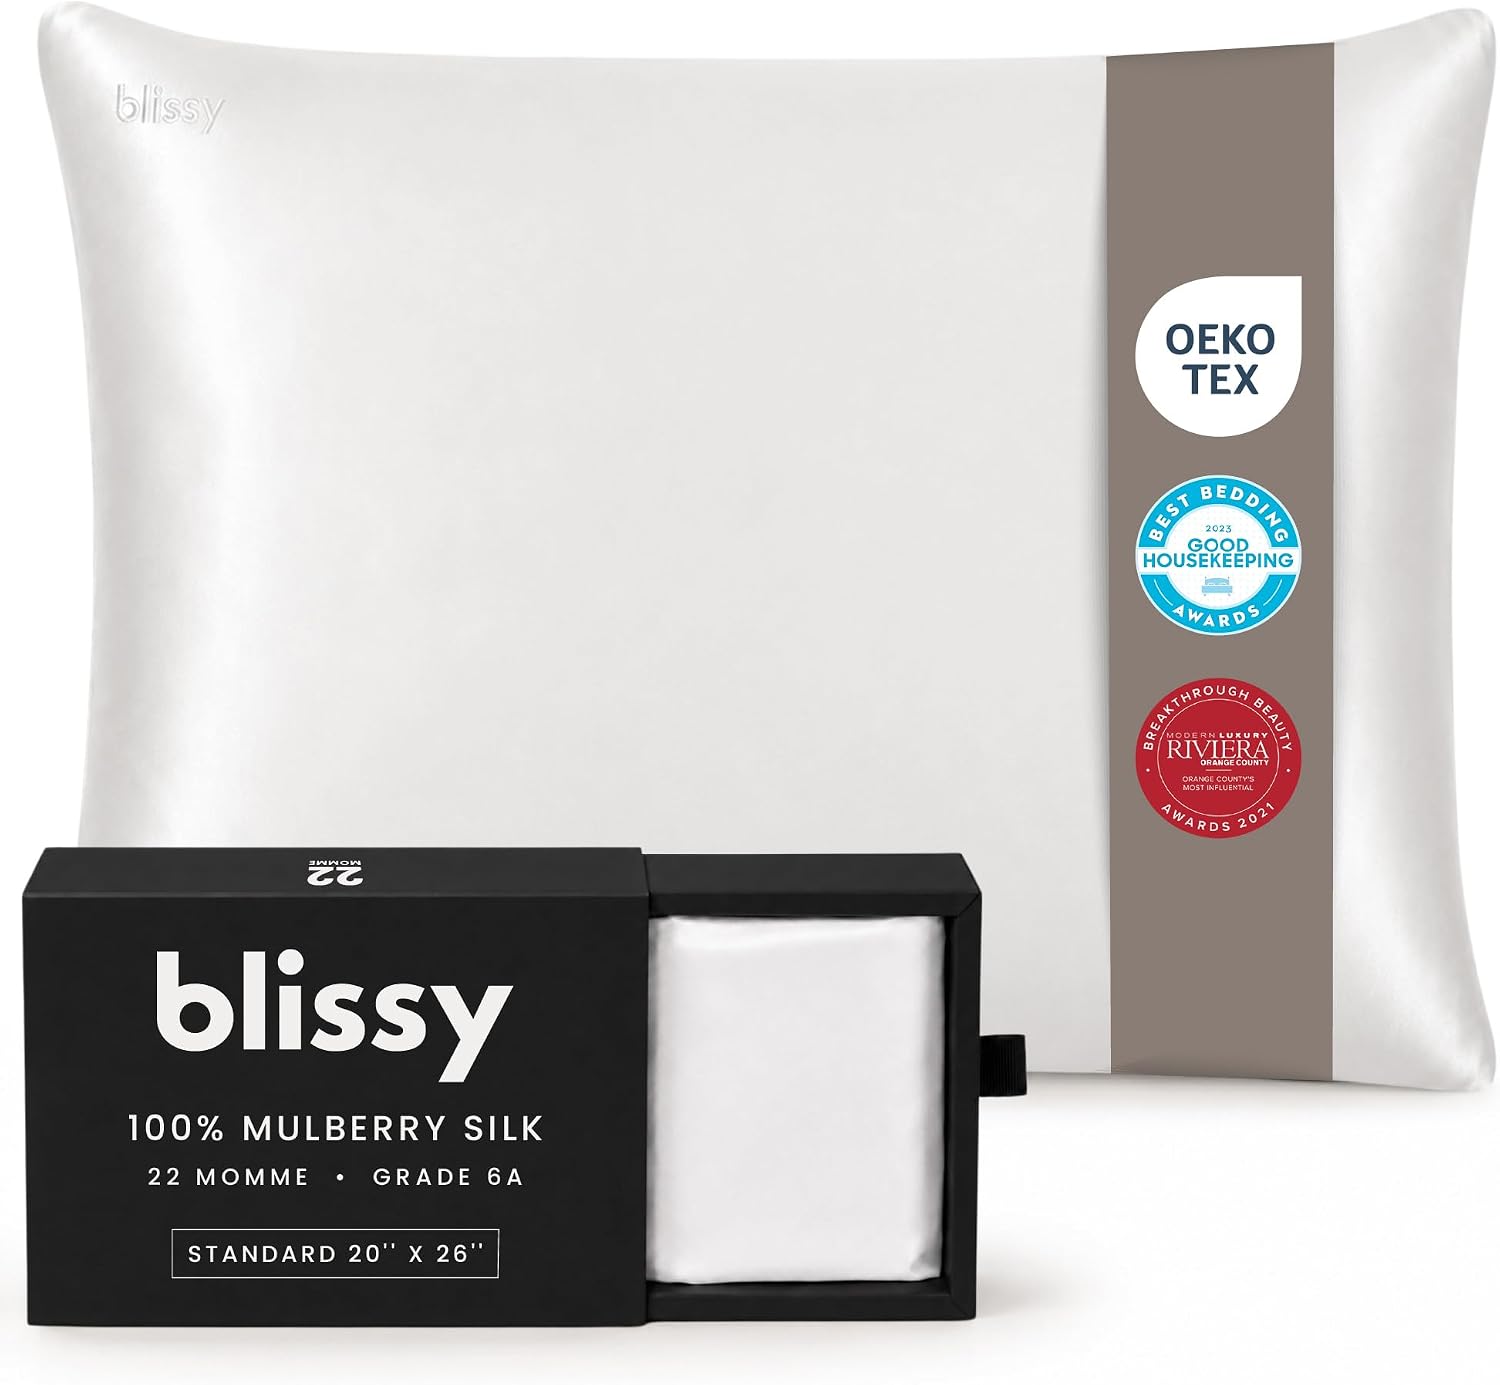 blissy
OEKO
TEX
BEST BEDDING
2023
GOOD
HOUSEKEEPING
AWARDS
BREAKTHROUGH BEAUTY
MODERN LUXURY
RIVIERA
ORANGE COUNTY
ORANGE COUNTY'S
MOST INFLUENTIAL
AWARDS 2021
22
MOMME
blissy
100% MULBERRY SILK
22 MOMME • GRADE 6A
STANDARD 20'' X 26''